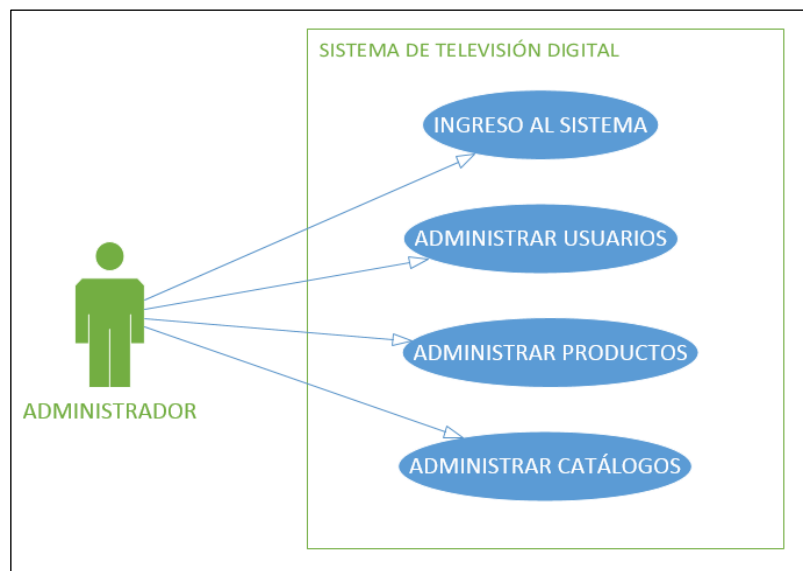 SISTEMA DE TELEVISIÓN DIGITAL
INGRESO AL SISTEMA
ADMINISTRAR USUARIOS
ADMINISTRAR PRODUCTOS
ADMINISTRADOR
ADMINISTRAR CATÁLOGOS